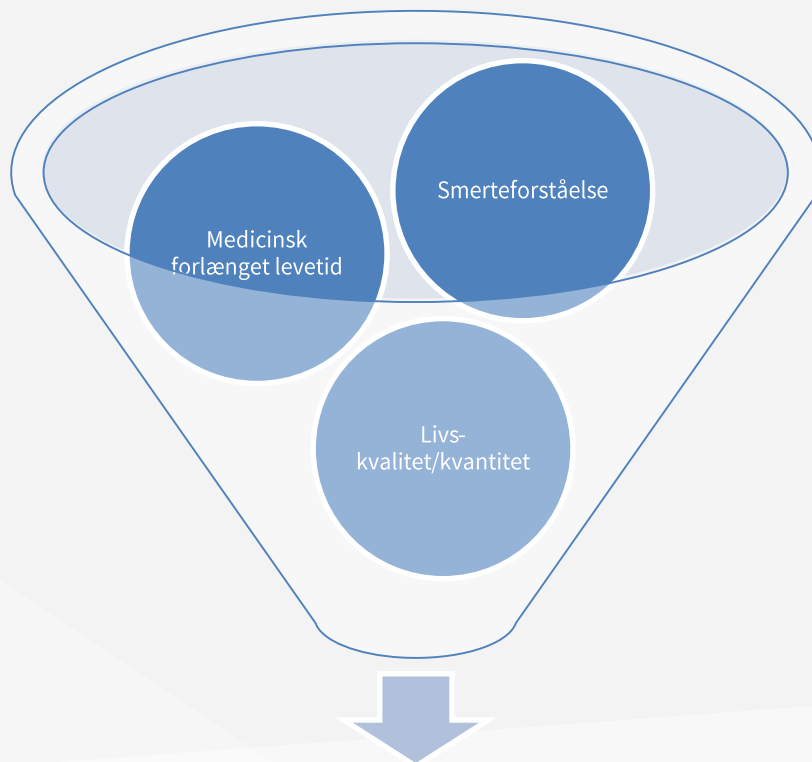 Smerteforståelse
Medicinsk
forlænget levetid
Livs-
kvalitet/kvantitet